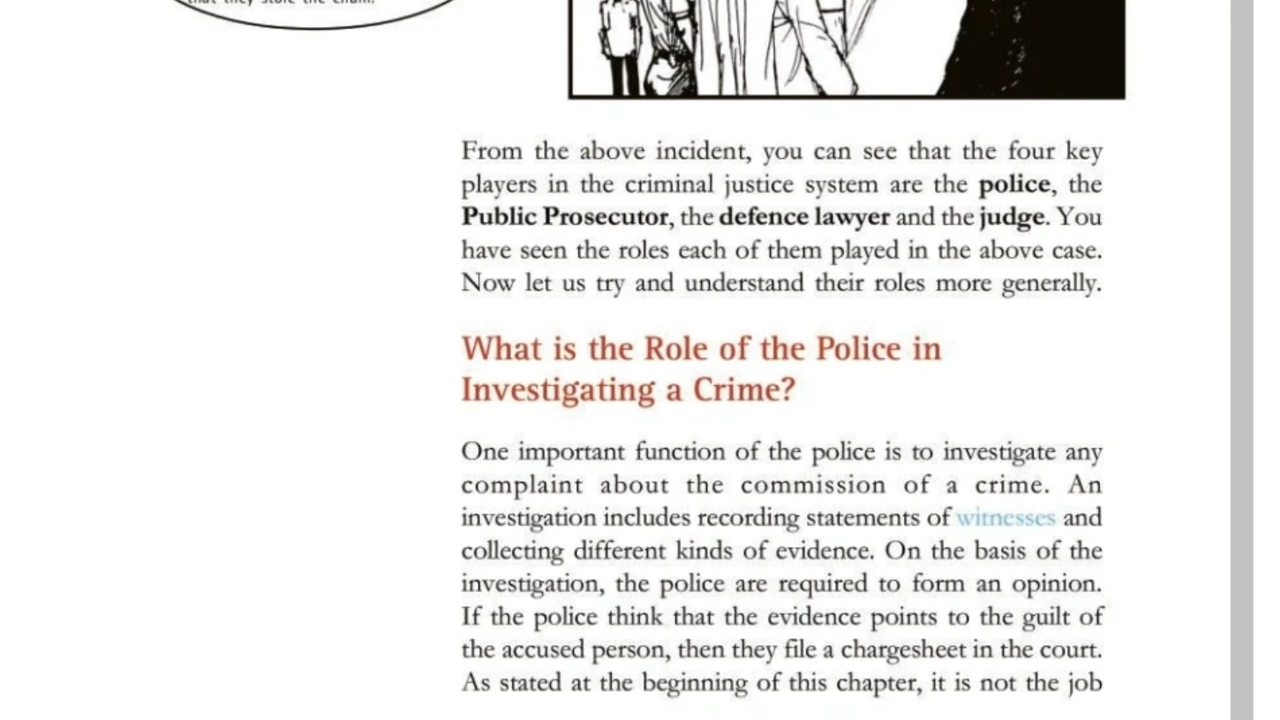 that they stole the chain.
From the above incident, you can see that the four key
players in the criminal justice system are the police, the
Public Prosecutor, the defence lawyer and the judge. You
have seen the roles each of them played in the above case.
Now let us try and understand their roles more generally.
What is the Role of the Police in
Investigating a Crime?
One important function of the police is to investigate any
complaint about the commission of a crime. An
investigation includes recording statements of witnesses and
collecting different kinds of evidence. On the basis of the
investigation, the police are required to form an opinion.
If the police think that the evidence points to the guilt of
the accused person, then they file a chargesheet in the court.
As stated at the beginning of this chapter, it is not the job